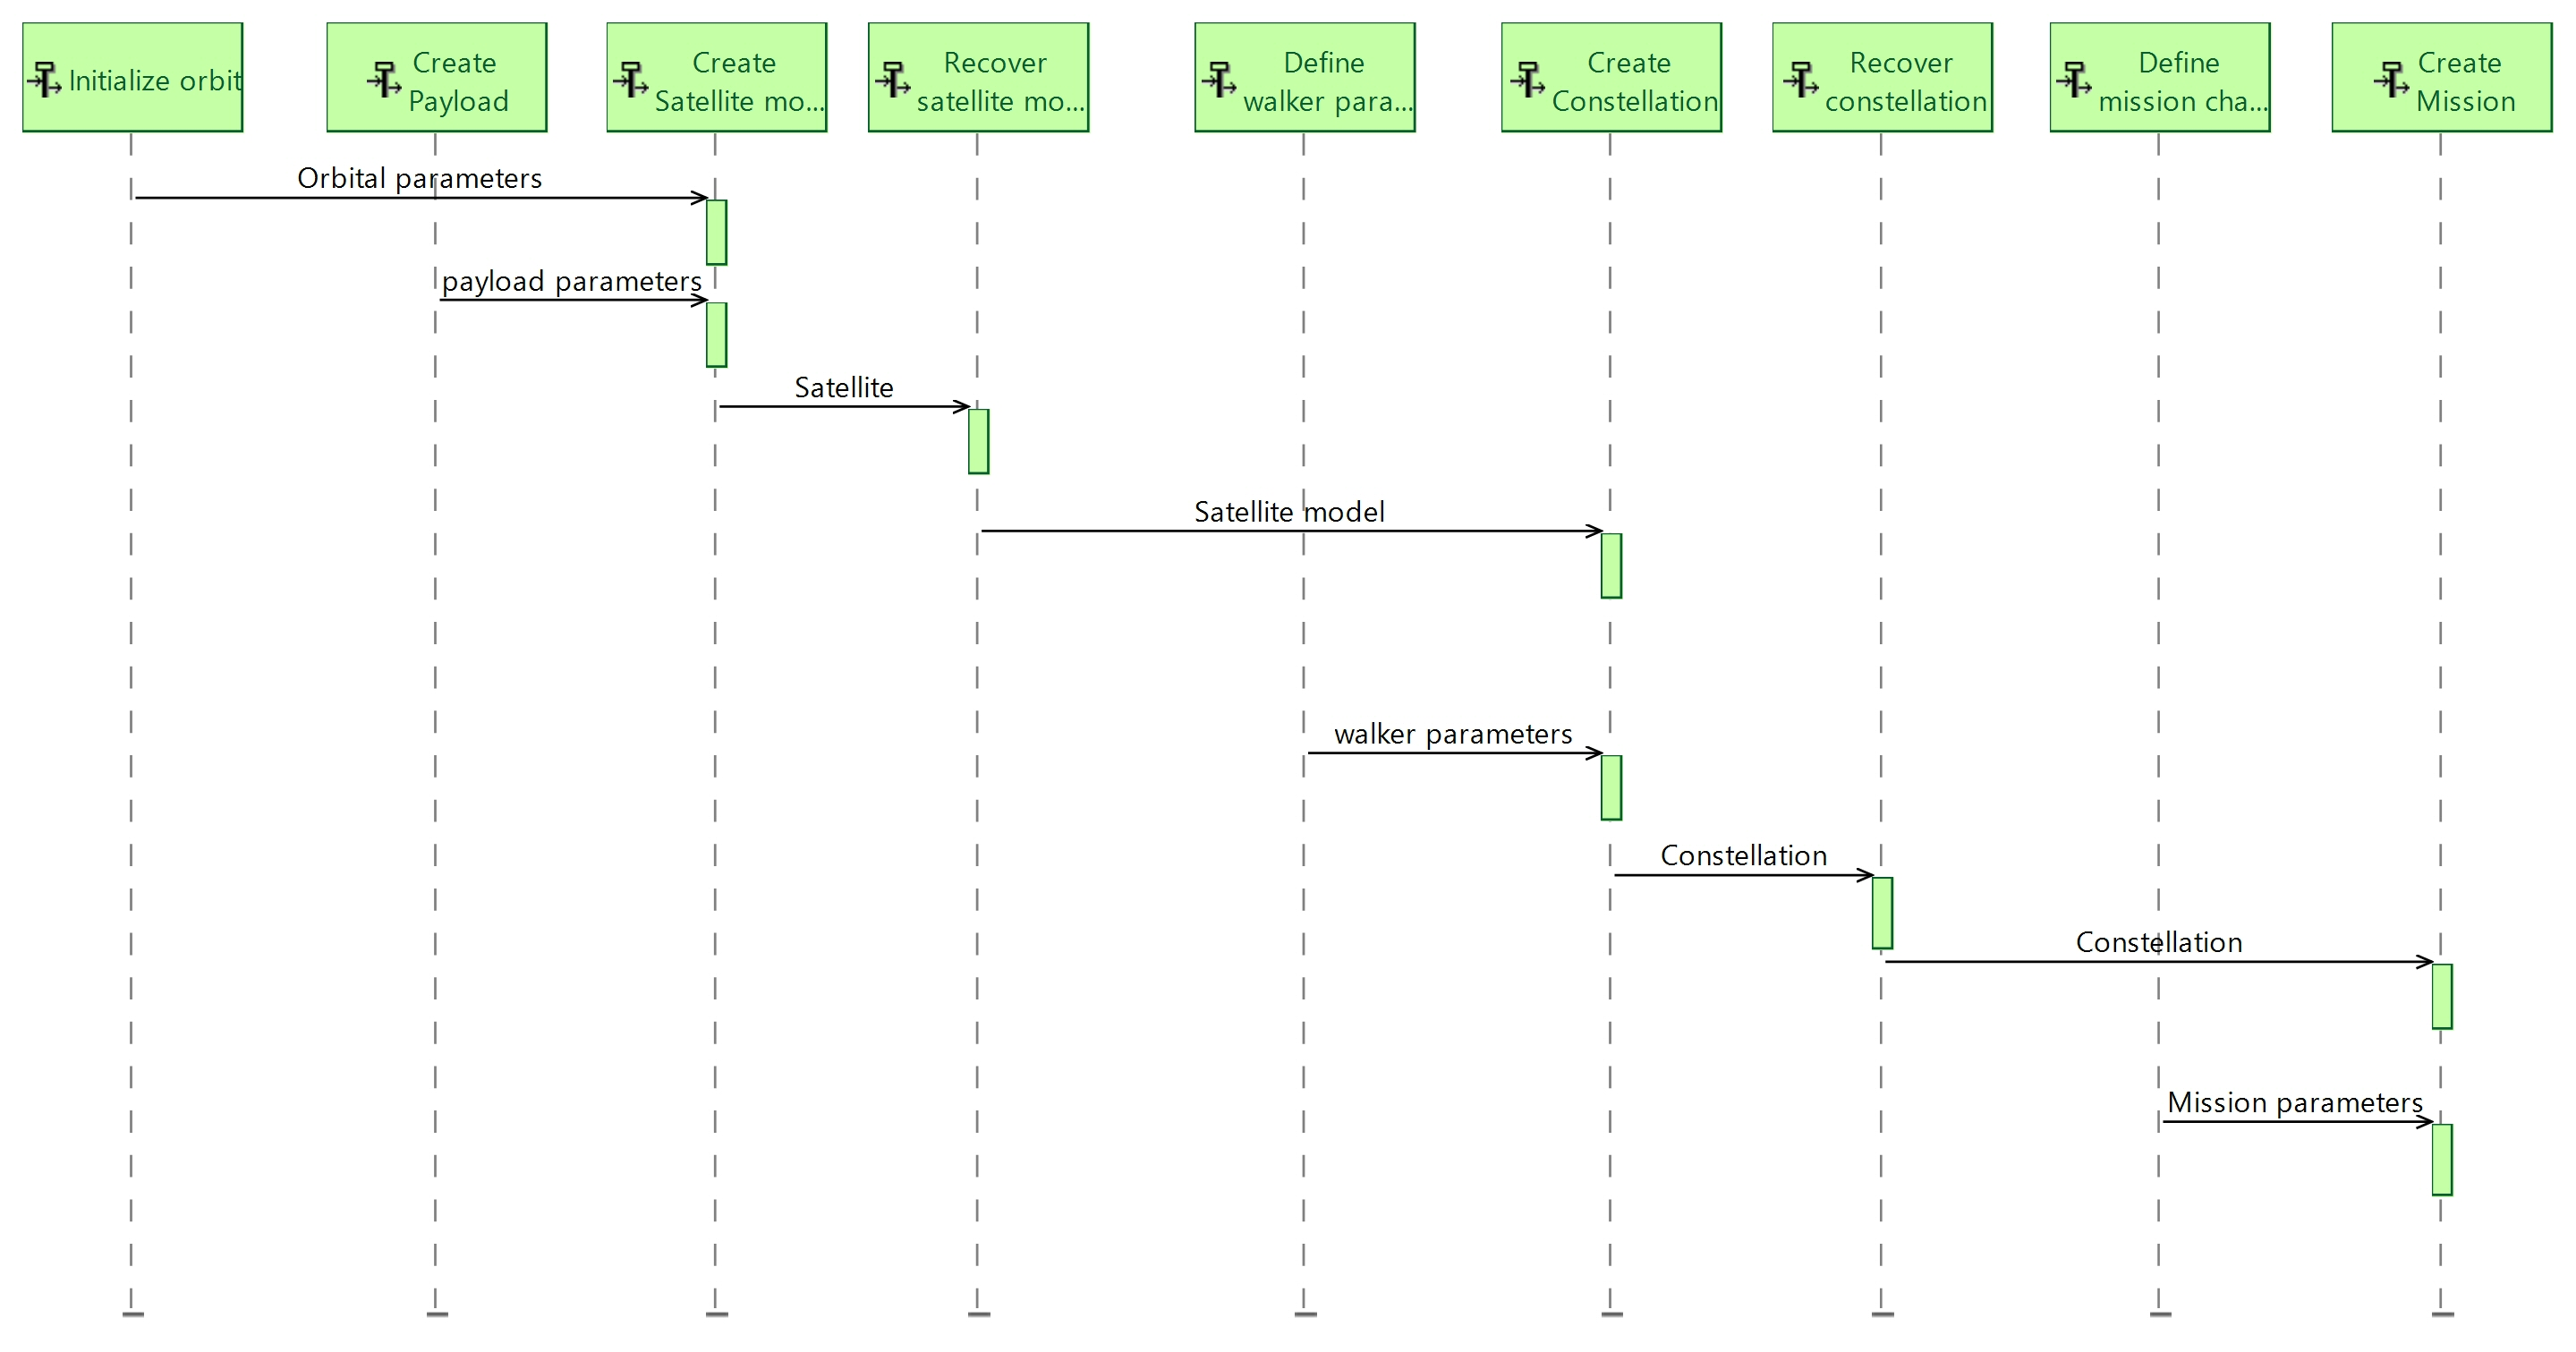 Initialize orbit
Create
Payload
Create
Satellite mo...
Recover
satellite mo...
Define
walker para...
Create
Constellation
Recover
constellation
Define
mission cha...
Create
Mission
Orbital parameters
payload parameters
Satellite
Satellite model
walker parameters
Constellation
Constellation
Mission parameters